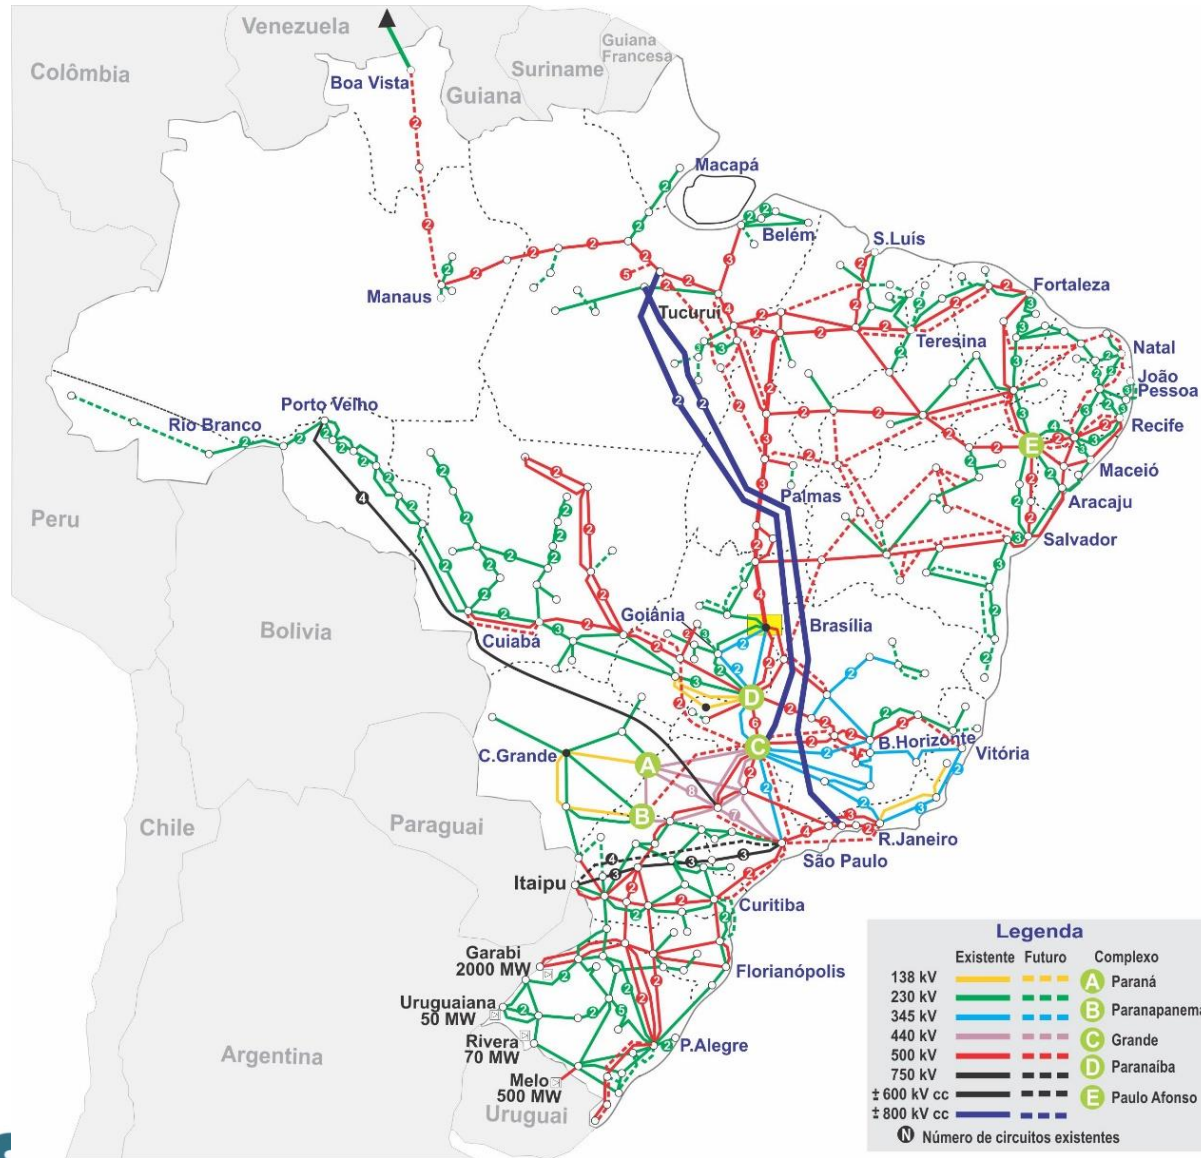 Venezuela
Guiana
Francesa
Colômbia
Suriname
Boa Vista
Guiana
Macapá
Belém
S.Luís
Manaus
Fortaleza
Tucuruí
Teresina
Natal
João
Pessoa
Porto Velho
Rio Branco
Recife
E
Maceió
Palmas
Aracaju
Peru
Salvador
Goiânia
Brasília
Bolívia
Cuiabá
D
C
B.Horizonte
Vitória
C.Grande
A
B
Chile
Paraguai
R.Janeiro
São Paulo
Itaipu
Curitiba
Garabi
2000 MW
Florianópolis
Uruguaiana
50 MW
Rivera
70 MW
P.Alegre
Argentina
Melo
500 MW
Uruguai
Legenda
Existente Futuro Complexo
138 kV A Paraná
230 kV
345 kV B Paranapanema
440 kV C Grande
500 kV
750 kV D Paranaíba
± 600 kV cc E Paulo Afonso
± 800 kV cc
N Número de circuitos existentes